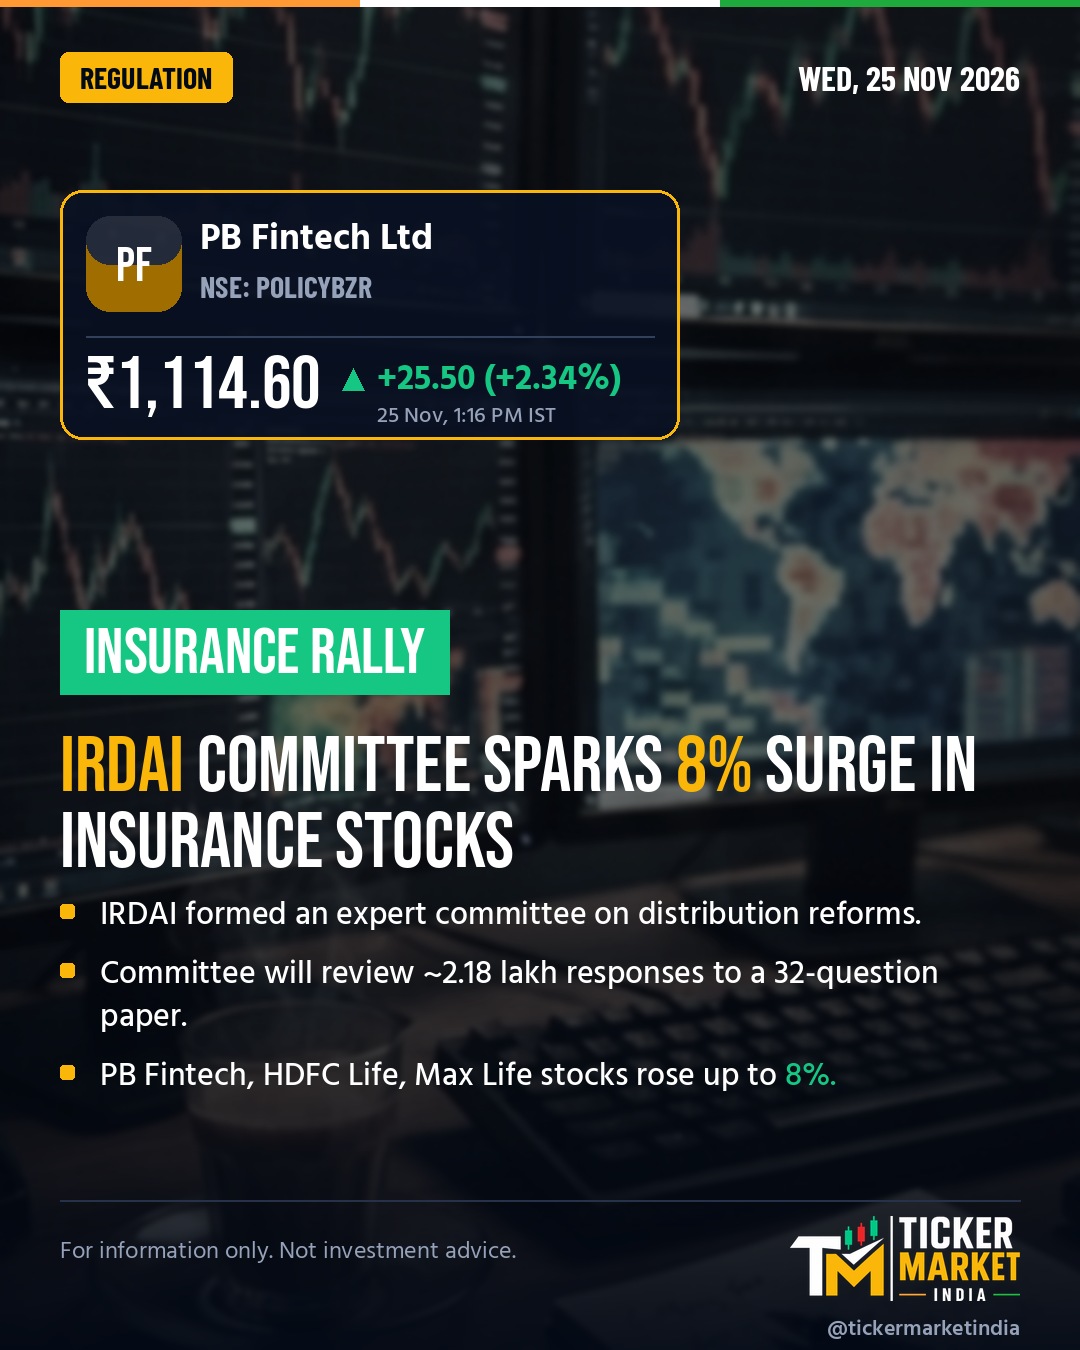 REGULATION
WED, 25 NOV 2026
PF
PB Fintech Ltd
NSE: POLICYBZR
₹1,114.60
▲ +25.50 (+2.34%)
25 Nov, 1:16 PM IST
INSURANCE RALLY
IRDAI COMMITTEE SPARKS 8% SURGE IN
INSURANCE STOCKS
IRDAI formed an expert committee on distribution reforms.
Committee will review ~2.18 lakh responses to a 32-question
paper.
PB Fintech, HDFC Life, Max Life stocks rose up to 8%.
For information only. Not investment advice.
TM
TICKER
MARKET
INDIA
@tickermarketindia